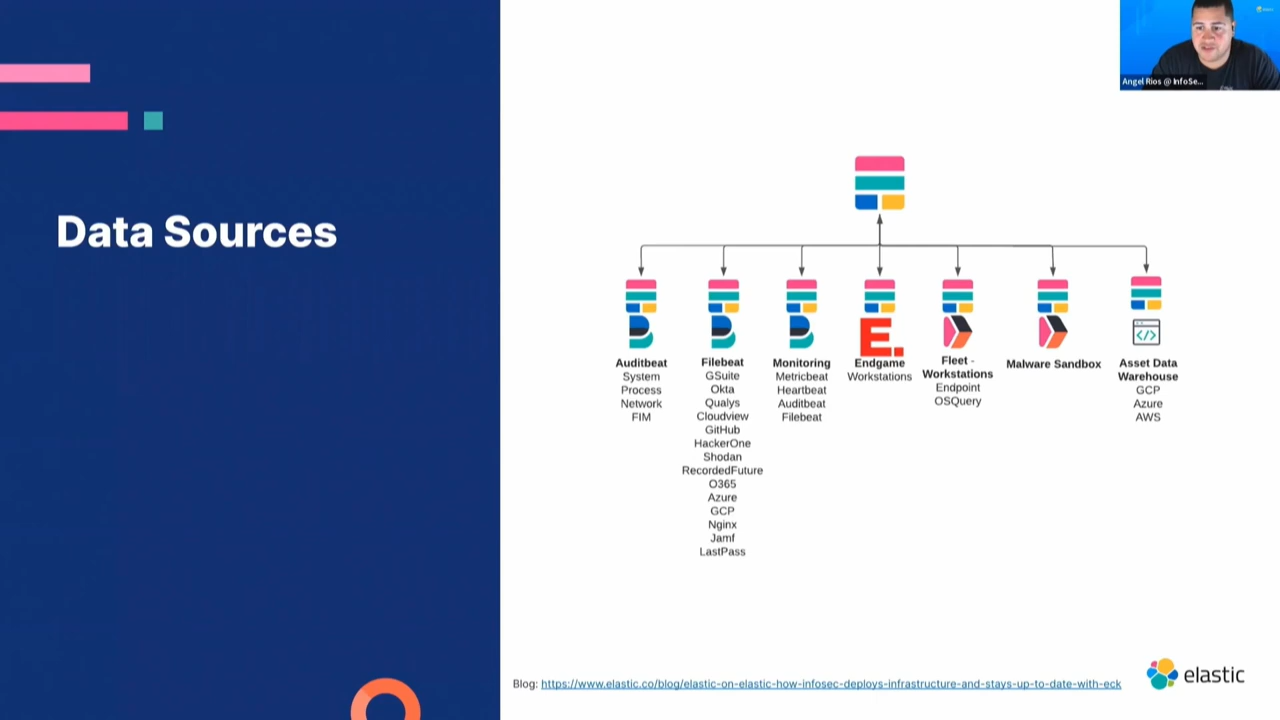 Angel Rios @ InfoSe...
Data Sources
Auditbeat
System
Process
Network
FIM
Filebeat
GSuite
Okta
Qualys
Cloudview
GitHub
HackerOne
Shodan
RecordedFuture
O365
Azure
GCP
Nginx
Jamf
LastPass
Monitoring
Metricbeat
Heartbeat
Auditbeat
Filebeat
E.
Endgame
Workstations
Fleet -
Workstations
Endpoint
OSQuery
Malware Sandbox
</>
Asset Data
Warehouse
GCP
Azure
AWS
Blog: https://www.elastic.co/blog/elastic-on-elastic-how-infosec-deploys-infrastructure-and-stays-up-to-date-with-eck
elastic